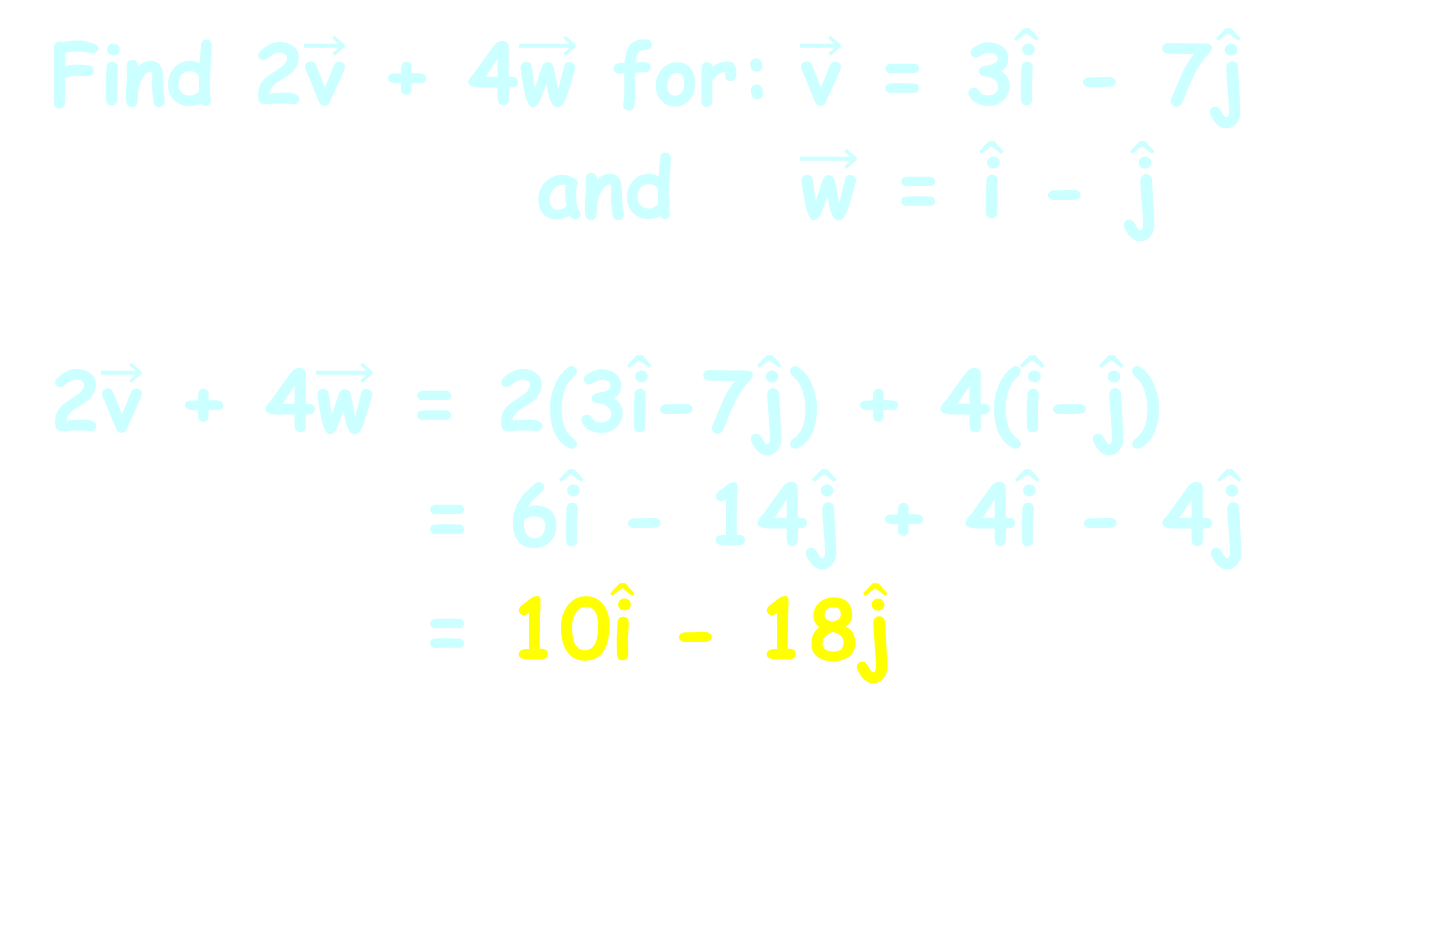 Find 2v⃗ + 4w⃗ for: v⃗ = 3î - 7ĵ
and w⃗ = î - ĵ
2v⃗ + 4w⃗ = 2(3î-7ĵ) + 4(î-ĵ)
= 6î - 14ĵ + 4î - 4ĵ
= 10î - 18ĵ